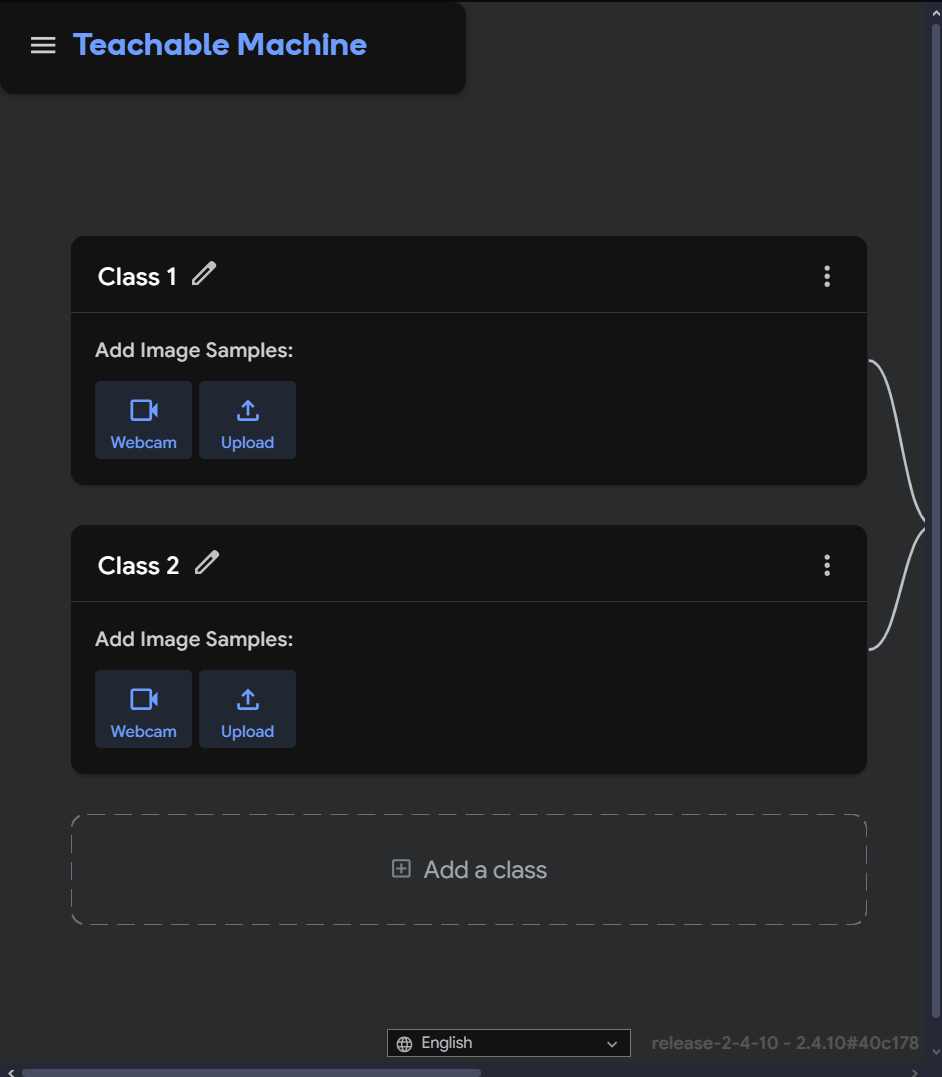 Teachable Machine
Class 1
Add Image Samples:
Webcam Upload
Class 2
Add Image Samples:
Webcam Upload
Add a class
English release-2-4-10 - 2.4.10#40c178